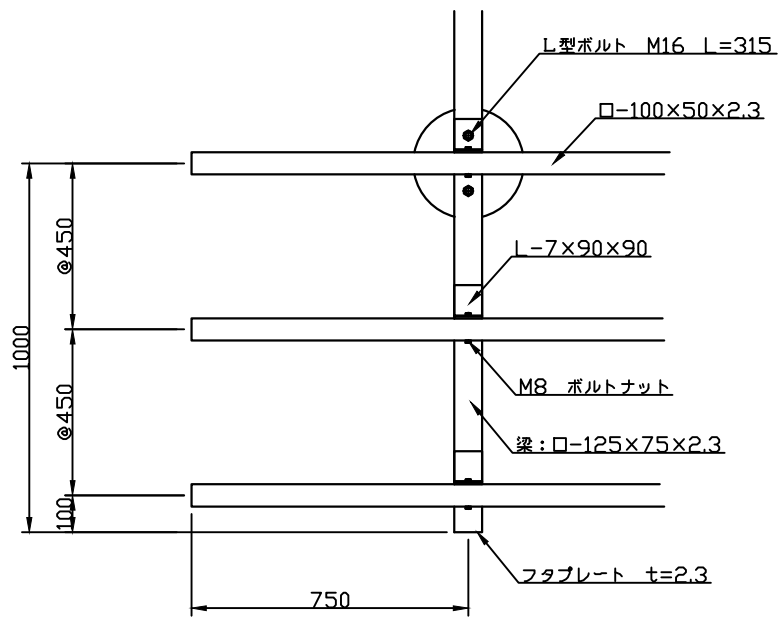 L型ボルト M16 L=315
ロ-100×50×2.3
@450
L-7×90×90
1000
M8 ボルトナット
@450
梁:ロ-125×75×2.3
100
フタプレート t=2.3
750